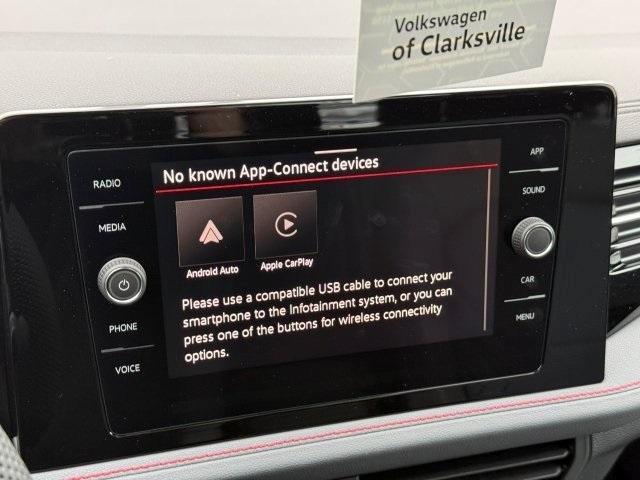 Volkswagen
of Clarksville
No known App-Connect devices
RADIO
MEDIA
PHONE
VOICE
APP
SOUND
CAR
MENU
Android Auto
Apple CarPlay
Please use a compatible USB cable to connect your
smartphone to the Infotainment system, or you can
press one of the buttons for wireless connectivity
options.